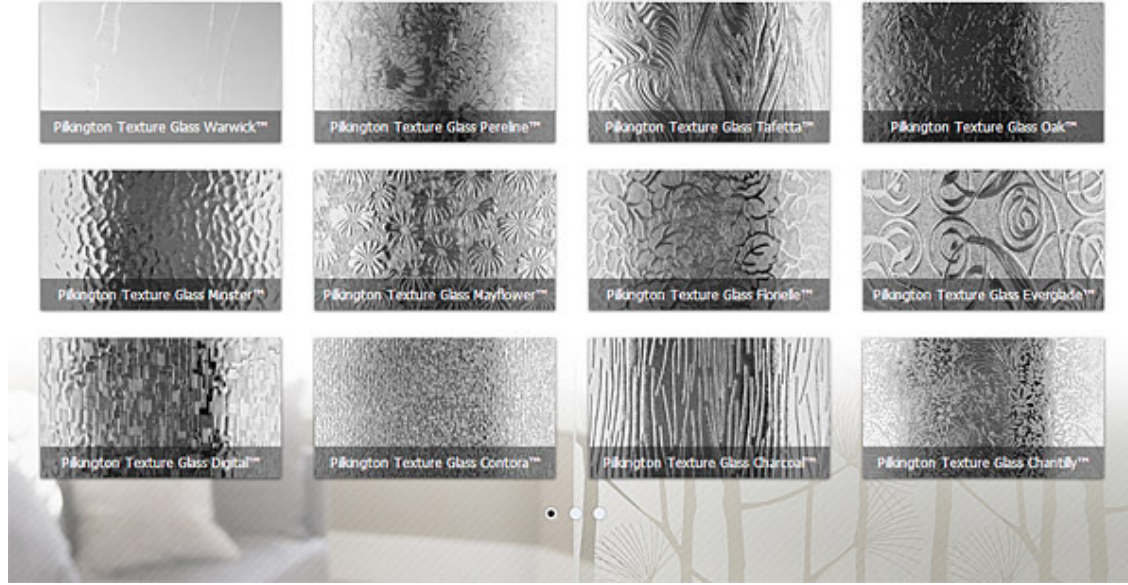 Pilkington Texture Glass Warwick™
Pilkington Texture Glass Pereline™
Pilkington Texture Glass Tafetta™
Pilkington Texture Glass Oak™
Pilkington Texture Glass Minster™
Pilkington Texture Glass Mayflower™
Pilkington Texture Glass Florielle™
Pilkington Texture Glass Everglade™
Pilkington Texture Glass Digital™
Pilkington Texture Glass Contora™
Pilkington Texture Glass Charcoal™
Pilkington Texture Glass Chantilly™